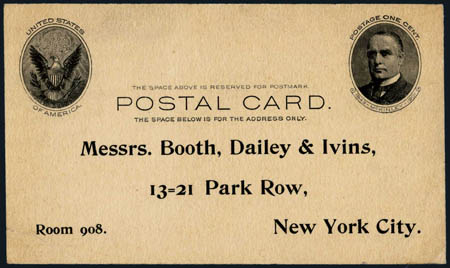 UNITED STATES
OF AMERICA.
POSTAGE ONE CENT.
THE SPACE ABOVE IS RESERVED FOR POSTMARK.
POSTAL CARD.
THE SPACE BELOW IS FOR THE ADDRESS ONLY.
Messrs. Booth, Dailey & Ivins,
13=21 Park Row,
Room 908.
New York City.